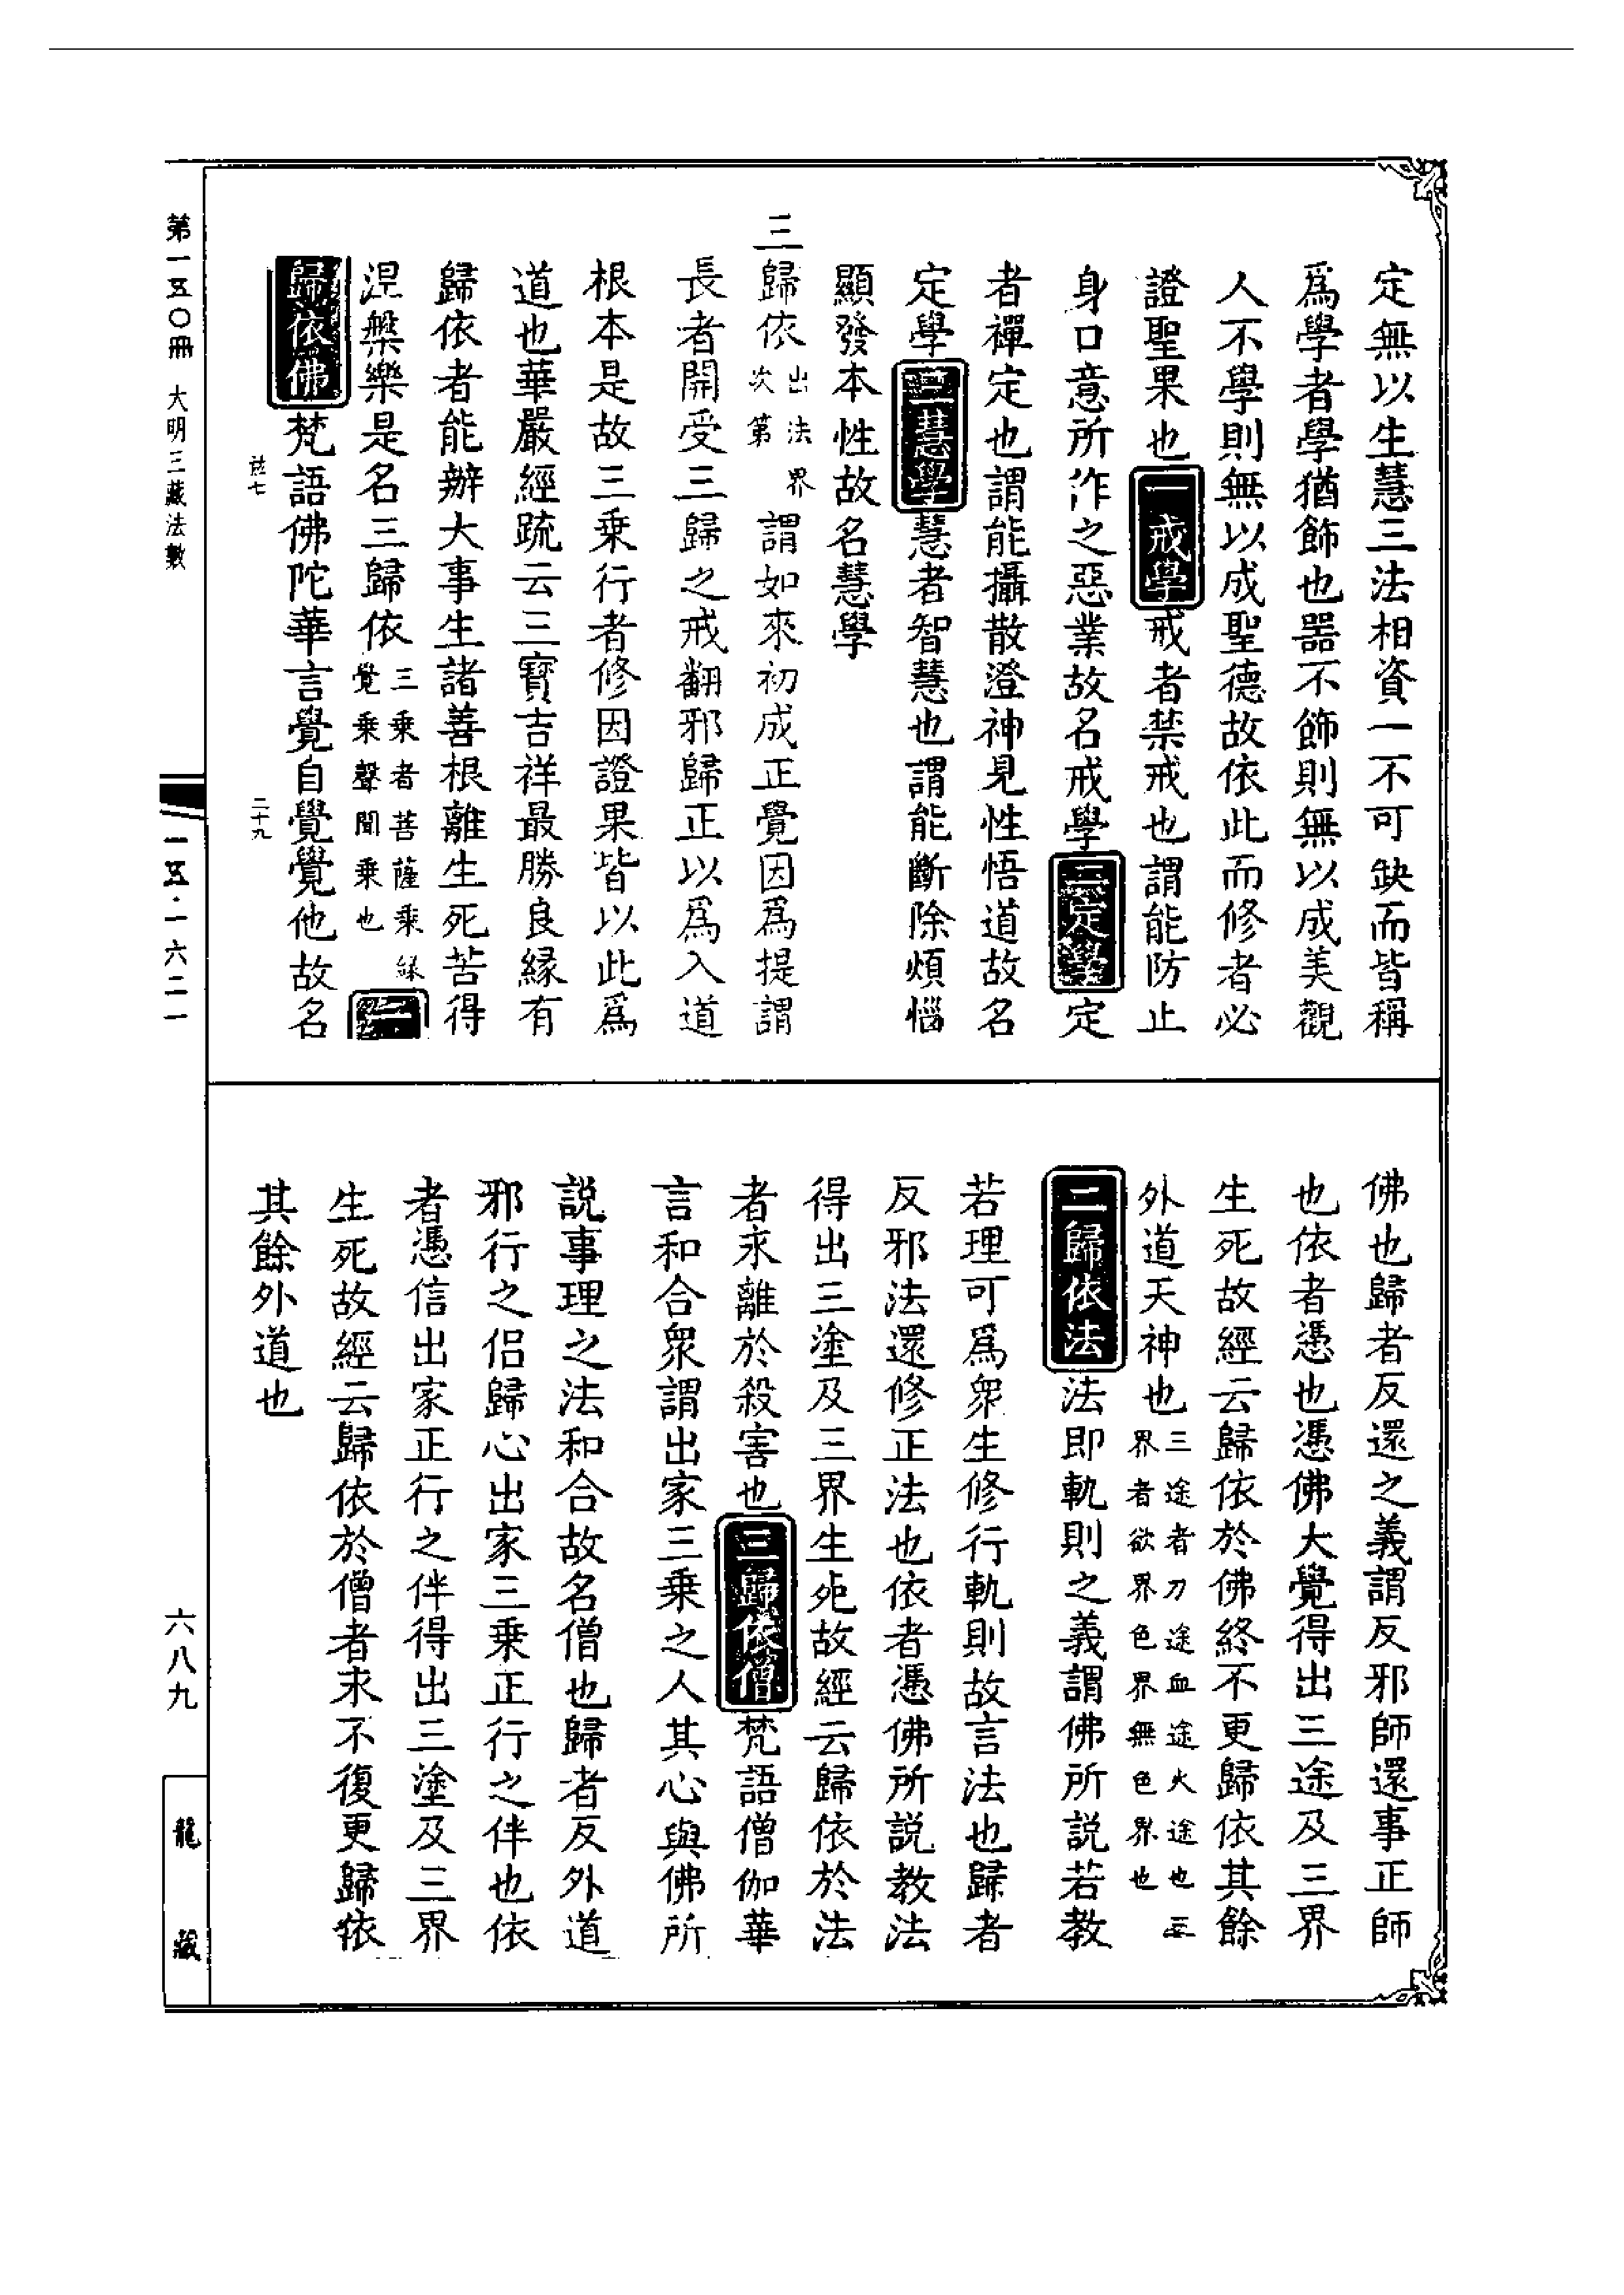 定無以生慧三法相資一不可缺而皆稱
爲學者學猶飾也器不飾則無以成美觀
人不學則無以成聖德故依此而修者必
證聖果也一戒學戒者禁戒也謂能防止
身口意所作之惡業故名戒學二定學定
者禪定也謂能攝散澄神見性悟道故名
定學三慧學慧者智慧也謂能斷除煩惱
顯發本性故名慧學
三歸依出法界次第謂如來初成正覺因爲提謂
長者開受三歸之戒翻邪歸正以爲入道
根本是故三乘行者修因證果皆以此爲
道也華嚴經疏云三寶吉祥最勝良緣有
歸依者能辦大事生諸善根離生死苦得
涅槃樂是名三歸依三乘者菩薩乘緣覺乘聲聞乘也一
歸依佛梵語佛陀華言覺自覺覺他故名
二十九
佛也歸者反還之義謂反邪師還事正師
也依者憑也憑佛大覺得出三途及三界
生死故經云歸依於佛終不更歸依其餘
外道天神也三途者刀途血途火途也三界者欲界色界無色界也
二歸依法法即軌則之義謂佛所説若教
若理可爲衆生修行軌則故言法也歸者
反邪法還修正法也依者憑佛所説教法
得出三塗及三界生死故經云歸依於法
者求離於殺害也三歸依僧梵語僧伽華
言和合衆謂出家三乘之人其心與佛所
説事理之法和合故名僧也歸者反外道
邪行之侶歸心出家三乘正行之伴也依
者憑信出家正行之伴得出三塗及三界
生死故經云歸依於僧者求不復更歸依
其餘外道也
第一五〇冊 大明三藏法數
一五·一六二一
六八九
龍藏